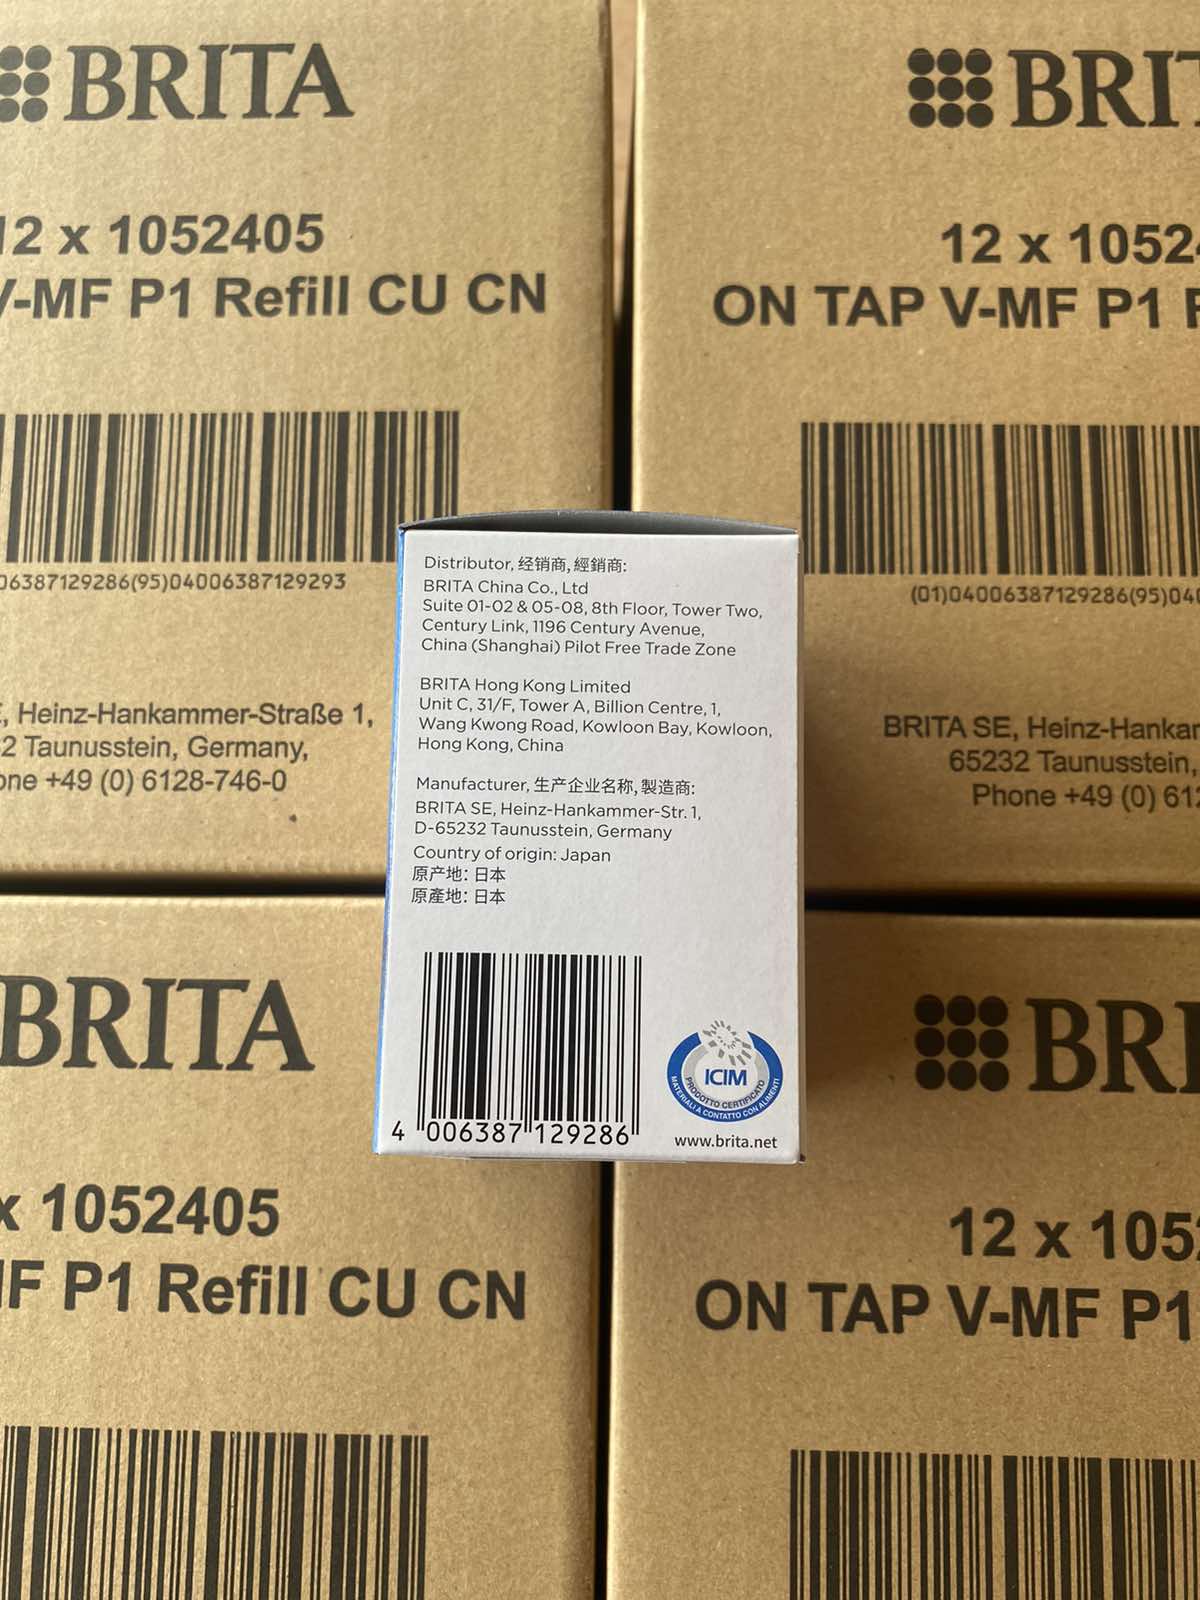 BRITA
12 x 1052405
V-MF P1 Refill CU CN
06387129286(95)04006387129293
Heinz-Hankammer-Straße 1,
Taunusstein, Germany,
+49 (0) 6128-746-0
BRIT
12 x 1052
ON TAP V-MF P1
(01)04006387129286(95)040
BRITA SE, Heinz-Hankar
65232 Taunusstein,
Phone +49 (0) 612
Distributor, 经销商, 經銷商:
BRITA China Co., Ltd
Suite 01-02 & 05-08, 8th Floor, Tower Two,
Century Link, 1196 Century Avenue,
China (Shanghai) Pilot Free Trade Zone
BRITA Hong Kong Limited
Unit C, 31/F, Tower A, Billion Centre, 1,
Wang Kwong Road, Kowloon Bay, Kowloon,
Hong Kong, China
Manufacturer, 生产企业名称, 製造商:
BRITA SE, Heinz-Hankammer-Str. 1,
D-65232 Taunusstein, Germany
Country of origin: Japan
原产地: 日本
原產地: 日本
4 006387 129286
ICIM
PRODOTTO CERTIFICATO
MATERIALI A CONTATTO CON ALIMENTI
www.brita.net
BRITA
x 1052405
MF P1 Refill CU CN
BRI
12 x 105
ON TAP V-MF P1